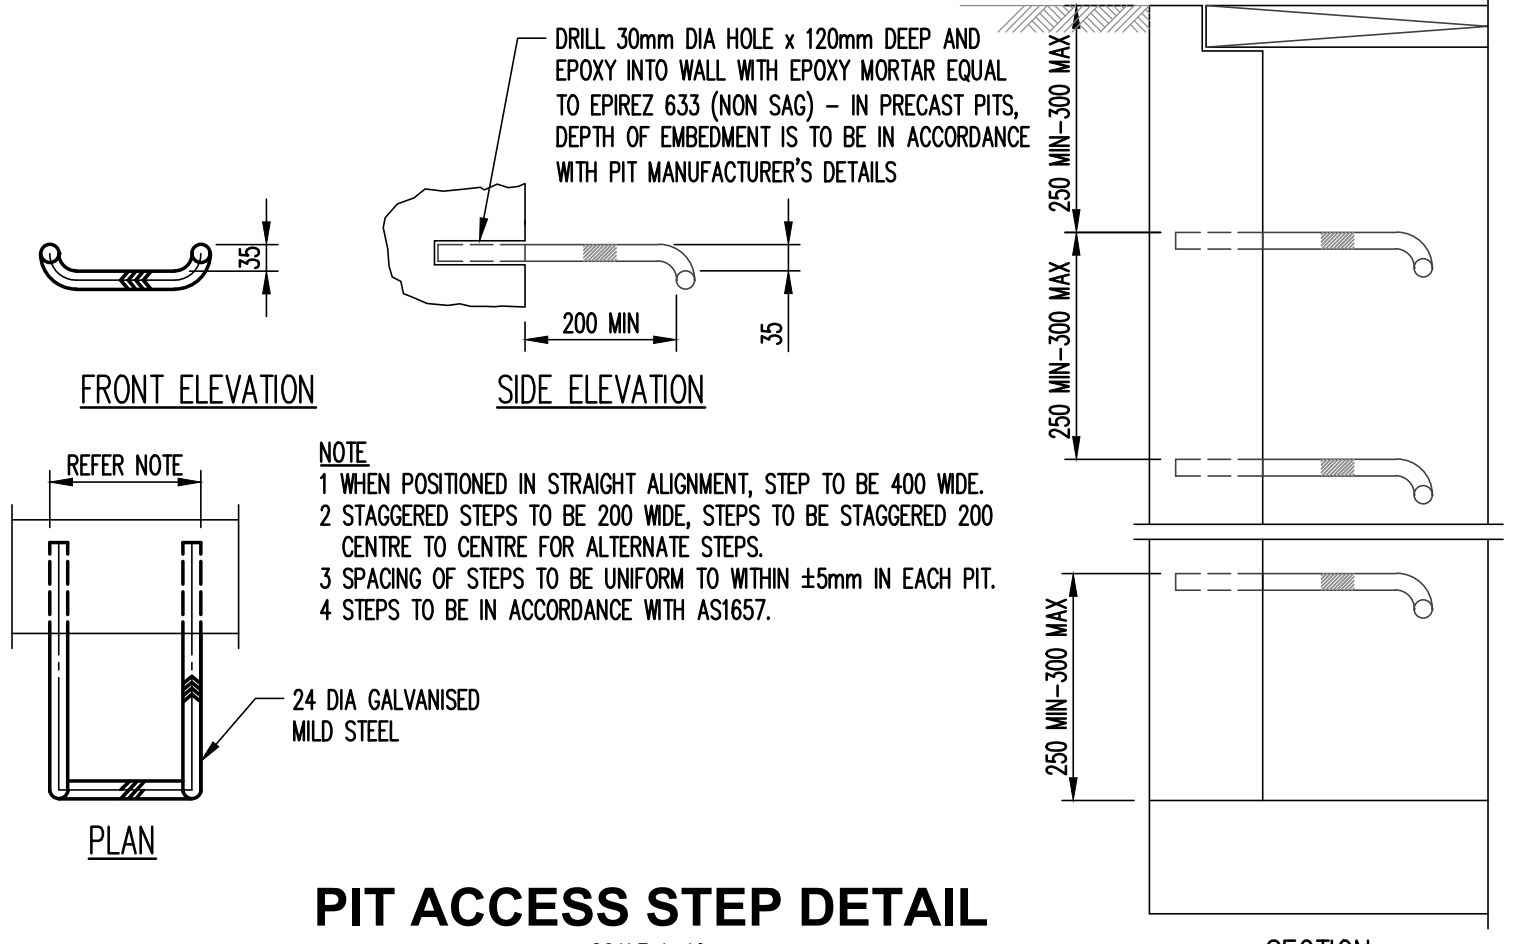 DRILL 30mm DIA HOLE x 120mm DEEP AND
EPOXY INTO WALL WITH EPOXY MORTAR EQUAL
TO EPIREZ 633 (NON SAG) – IN PRECAST PITS,
DEPTH OF EMBEDMENT IS TO BE IN ACCORDANCE
WITH PIT MANUFACTURER'S DETAILS
35
200 MIN
35
FRONT ELEVATION
SIDE ELEVATION
250 MIN–300 MAX
250 MIN–300 MAX
250 MIN–300 MAX
REFER NOTE
NOTE
1 WHEN POSITIONED IN STRAIGHT ALIGNMENT, STEP TO BE 400 WIDE.
2 STAGGERED STEPS TO BE 200 WIDE, STEPS TO BE STAGGERED 200
CENTRE TO CENTRE FOR ALTERNATE STEPS.
3 SPACING OF STEPS TO BE UNIFORM TO WITHIN ±5mm IN EACH PIT.
4 STEPS TO BE IN ACCORDANCE WITH AS1657.
24 DIA GALVANISED
MILD STEEL
PLAN
PIT ACCESS STEP DETAIL
SECTION